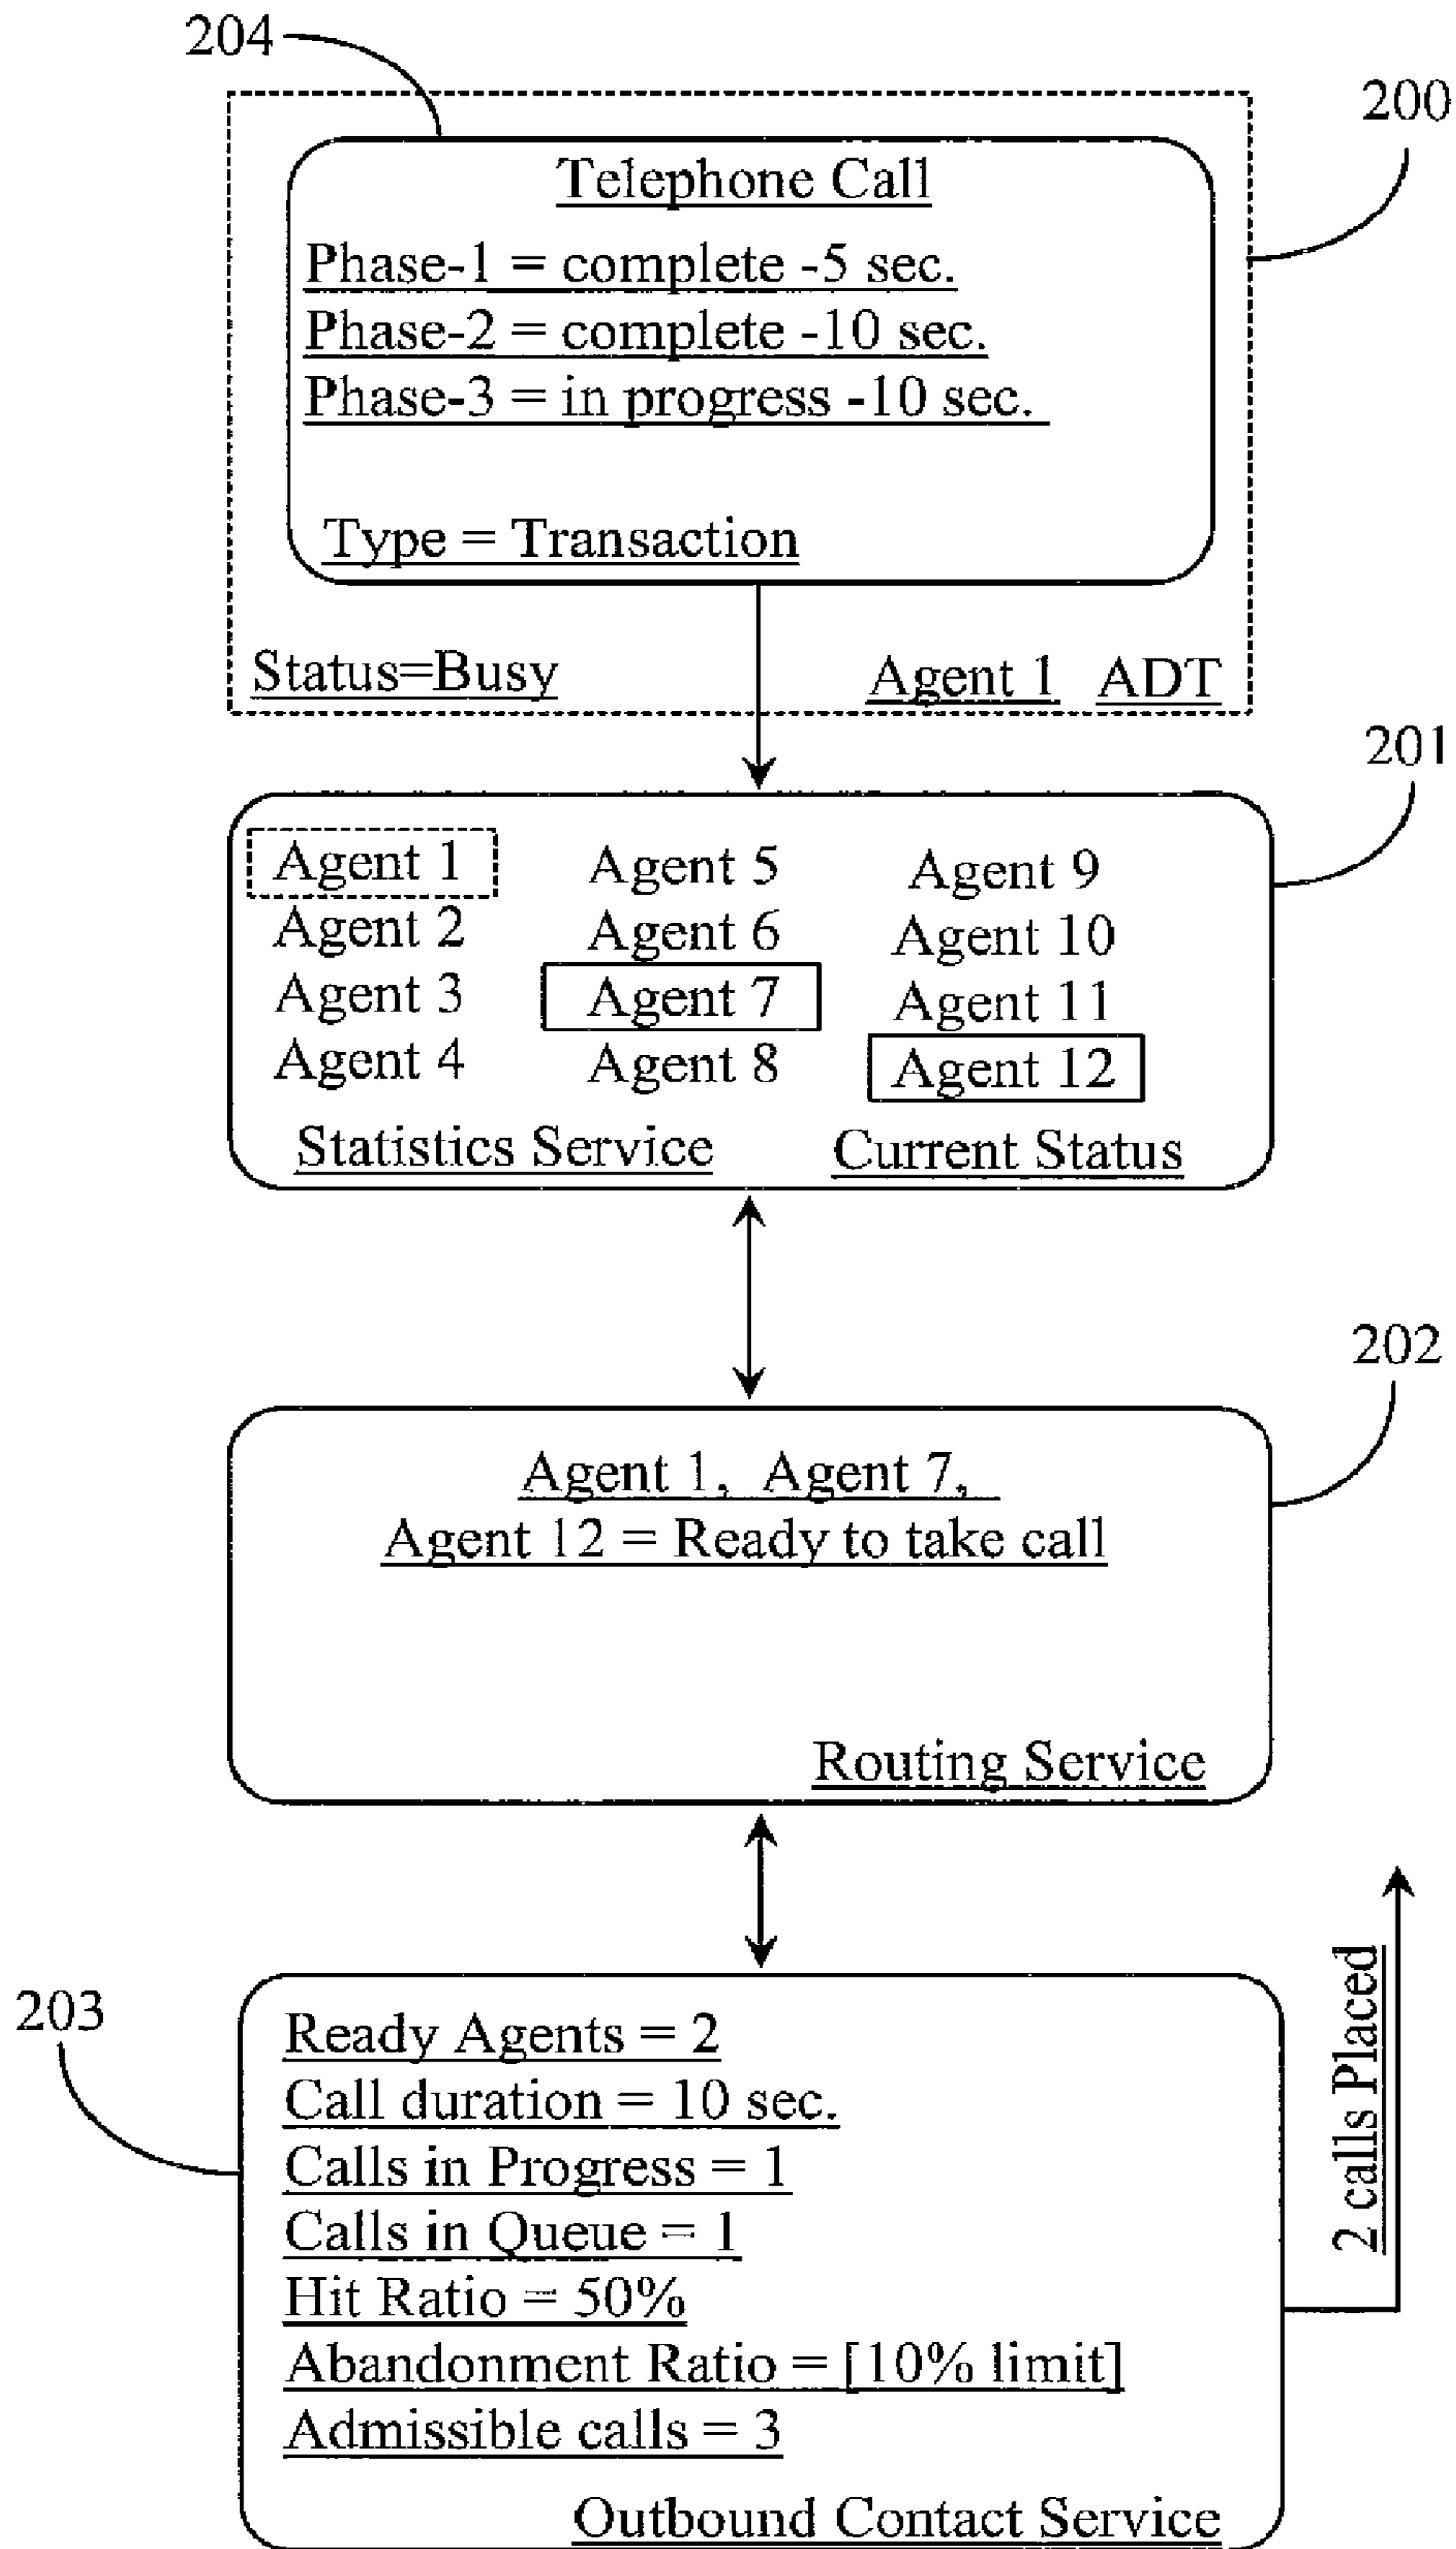 204
200
Telephone Call
Phase-1 = complete -5 sec.
Phase-2 = complete -10 sec.
Phase-3 = in progress -10 sec.
Type = Transaction
Status=Busy Agent 1 ADT
201
Agent 1 Agent 5 Agent 9
Agent 2 Agent 6 Agent 10
Agent 3 Agent 7 Agent 11
Agent 4 Agent 8 Agent 12
Statistics Service Current Status
202
Agent 1, Agent 7,
Agent 12 = Ready to take call
Routing Service
203
Ready Agents = 2
Call duration = 10 sec.
Calls in Progress = 1
Calls in Queue = 1
Hit Ratio = 50%
Abandonment Ratio = [10% limit]
Admissible calls = 3
Outbound Contact Service
2 calls Placed